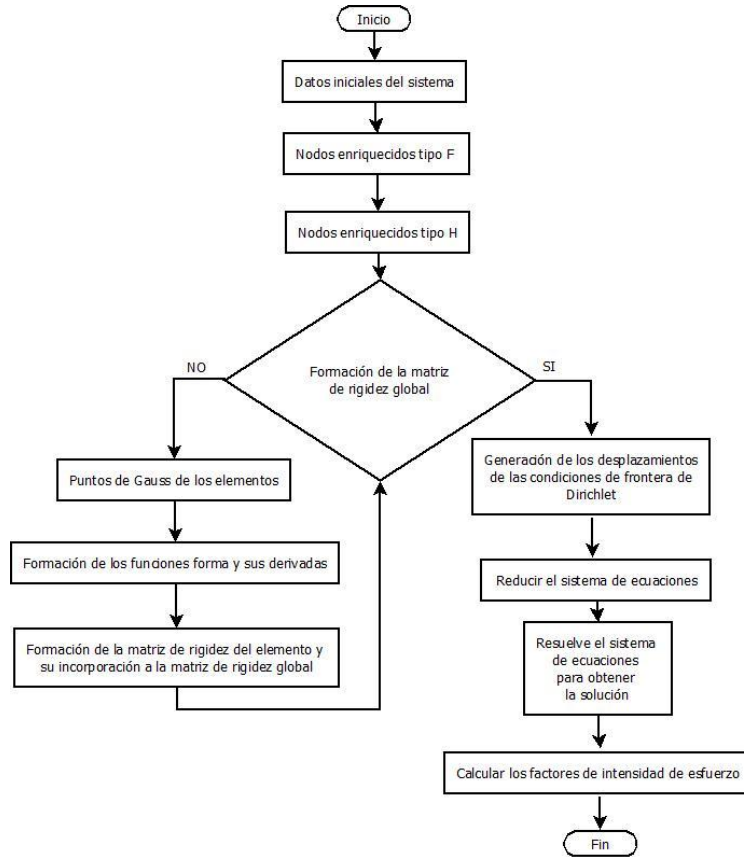 Inicio
Datos iniciales del sistema
Nodos enriquecidos tipo F
Nodos enriquecidos tipo H
Formación de la matriz
de rigidez global
NO
SI
Puntos de Gauss de los elementos
Formación de los funciones forma y sus derivadas
Formación de la matriz de rigidez del elemento y
su incorporación a la matriz de rigidez global
Generación de los desplazamientos
de las condiciones de frontera de
Dirichlet
Reducir el sistema de ecuaciones
Resuelve el sistema
de ecuaciones
para obtener
la solución
Calcular los factores de intensidad de esfuerzo
Fin